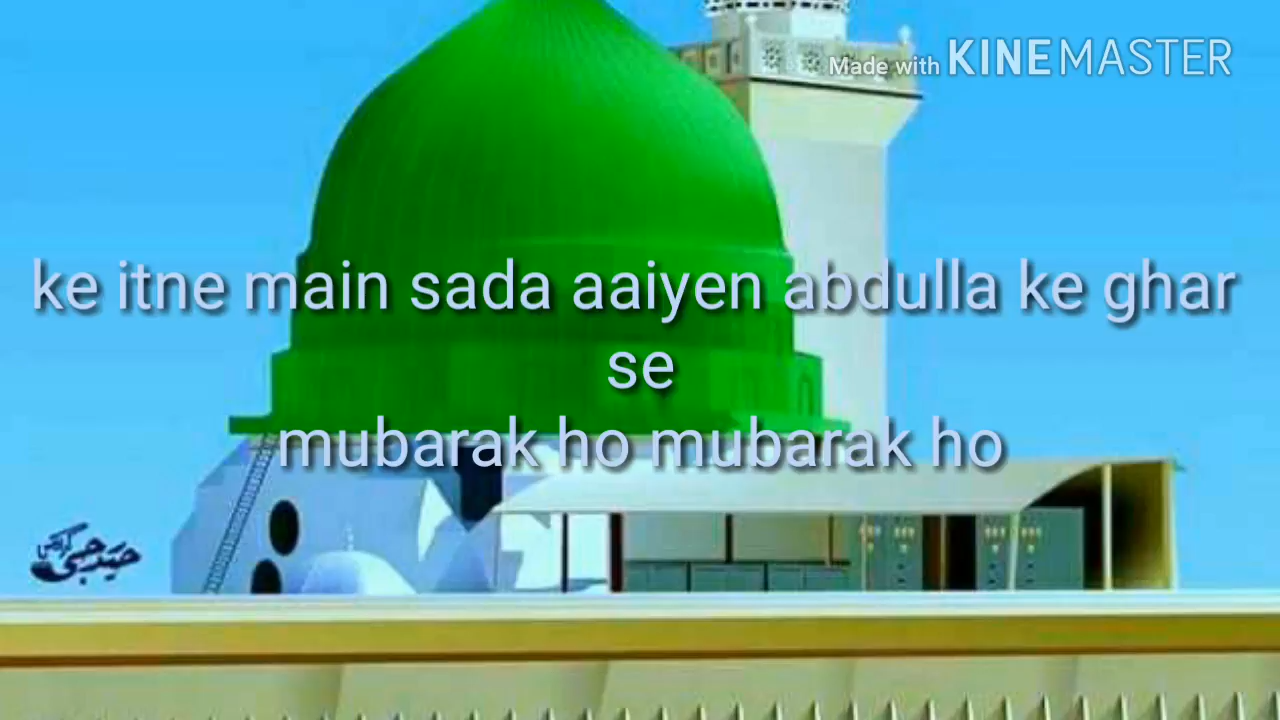 Made with KINEMASTER
ke itne main sada aaiyen abdulla ke ghar
se
mubarak ho mubarak ho